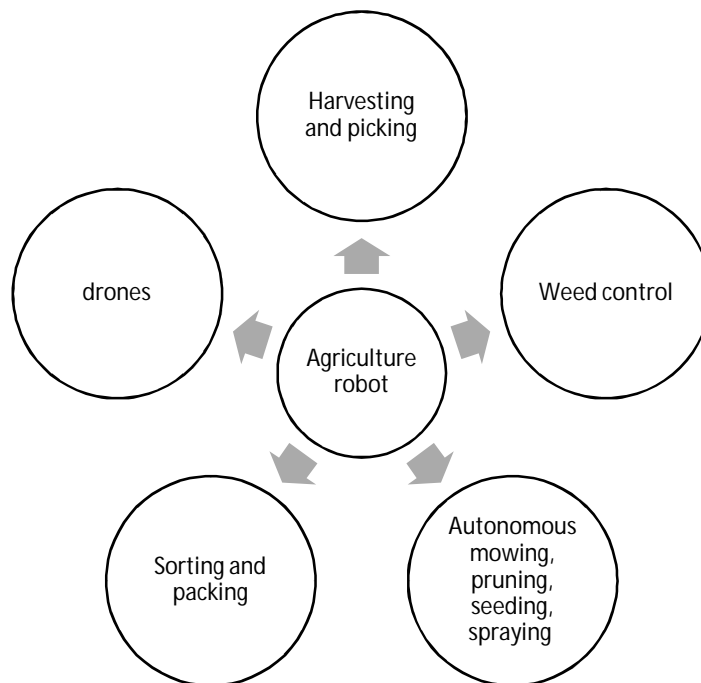 Harvesting
and picking
drones
Weed control
Agriculture
robot
Sorting and
packing
Autonomous
mowing,
pruning,
seeding,
spraying